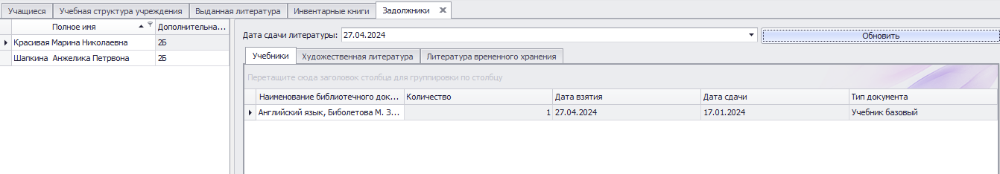 Учащиеся Учебная структура учреждения Выданная литература Инвентарные книги Задолжники
Полное имя Дополнительна...
Красивая Марина Николаевна 2Б
Шапкина Анжелика Петрвона 2Б
Дата сдачи литературы: 27.04.2024 Обновить
Учебники Художественная литература Литература временного хранения
Перетащите сюда заголовок столбца для группировки по столбцу
Наименование библиотечного док... Количество Дата взятия Дата сдачи Тип документа
Английский язык, Биболетова М. З... 1 27.04.2024 17.01.2024 Учебник базовый